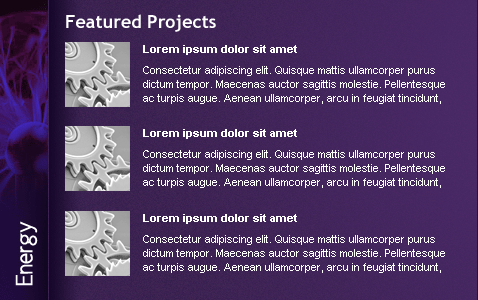 Featured Projects
Lorem ipsum dolor sit amet
Consectetur adipiscing elit. Quisque mattis ullamcorper purus
dictum tempor. Maecenas auctor sagittis molestie. Pellentesque
ac turpis augue. Aenean ullamcorper, arcu in feugiat tincidunt,
Lorem ipsum dolor sit amet
Consectetur adipiscing elit. Quisque mattis ullamcorper purus
dictum tempor. Maecenas auctor sagittis molestie. Pellentesque
ac turpis augue. Aenean ullamcorper, arcu in feugiat tincidunt,
Lorem ipsum dolor sit amet
Consectetur adipiscing elit. Quisque mattis ullamcorper purus
dictum tempor. Maecenas auctor sagittis molestie. Pellentesque
ac turpis augue. Aenean ullamcorper, arcu in feugiat tincidunt,
Energy